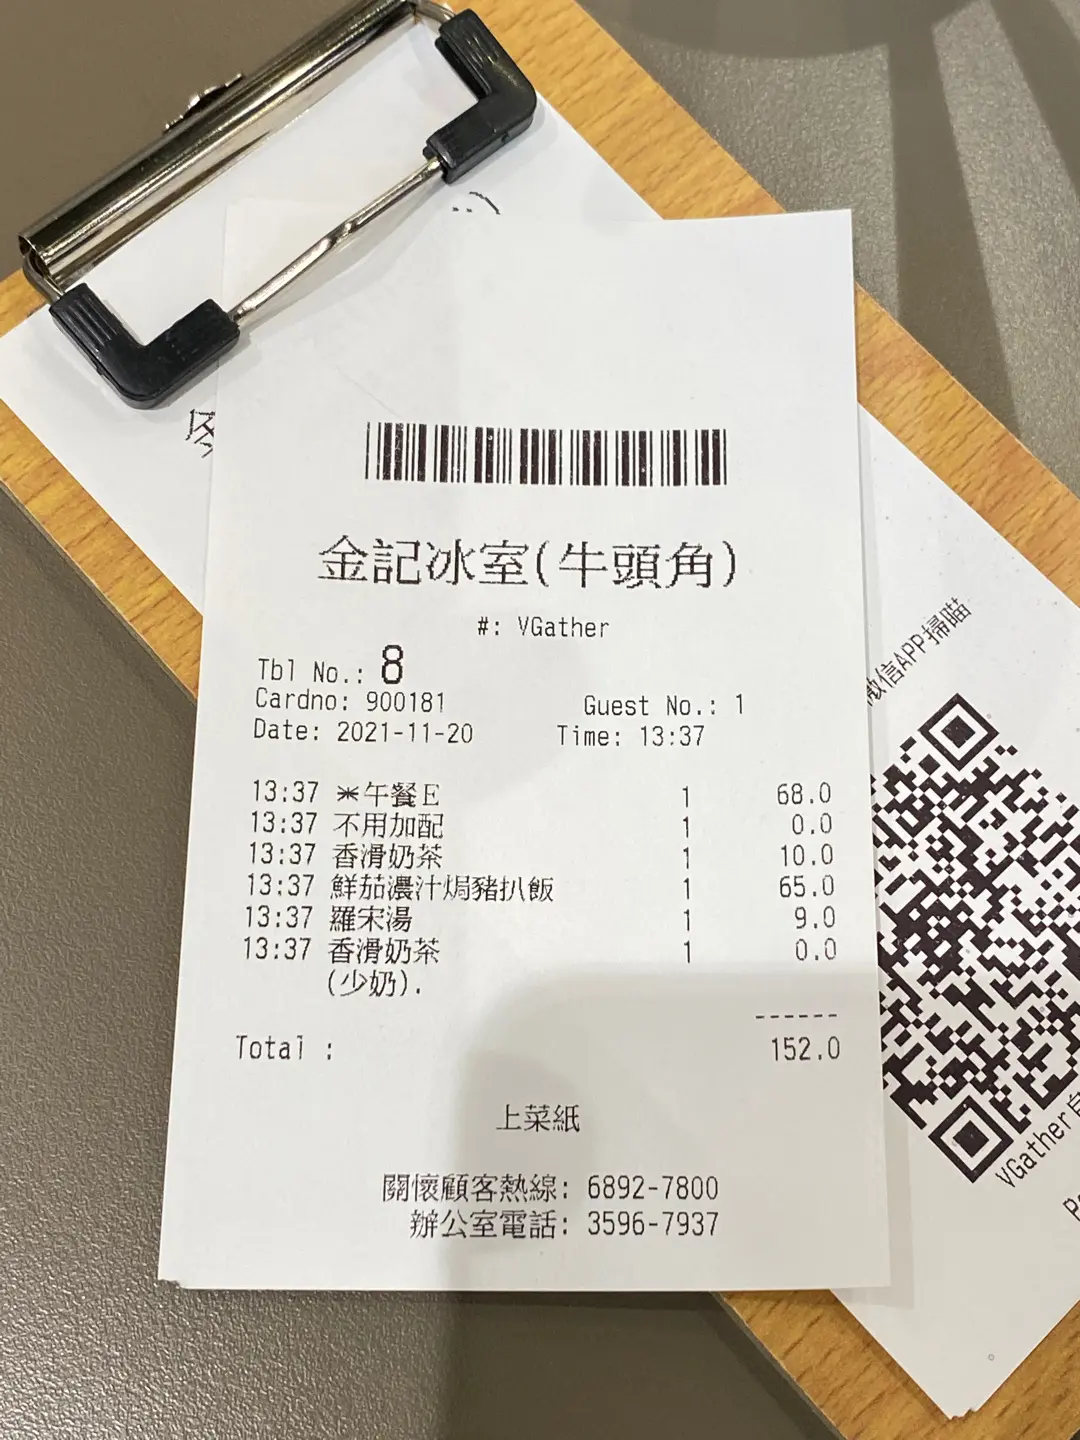 金記冰室(牛頭角)
#: VGather
Tbl No.: 8
Cardno: 900181 Guest No.: 1
Date: 2021-11-20 Time: 13:37
13:37 *午餐E 1 68.0
13:37 不用加配 1 0.0
13:37 香滑奶茶 1 10.0
13:37 鮮茄濃汁焗豬扒飯 1 65.0
13:37 羅宋湯 1 9.0
13:37 香滑奶茶 1 0.0
(少奶).
------
Total : 152.0
上菜紙
關懷顧客熱線: 6892-7800
辦公室電話: 3596-7937
微信APP掃瞄
VGather